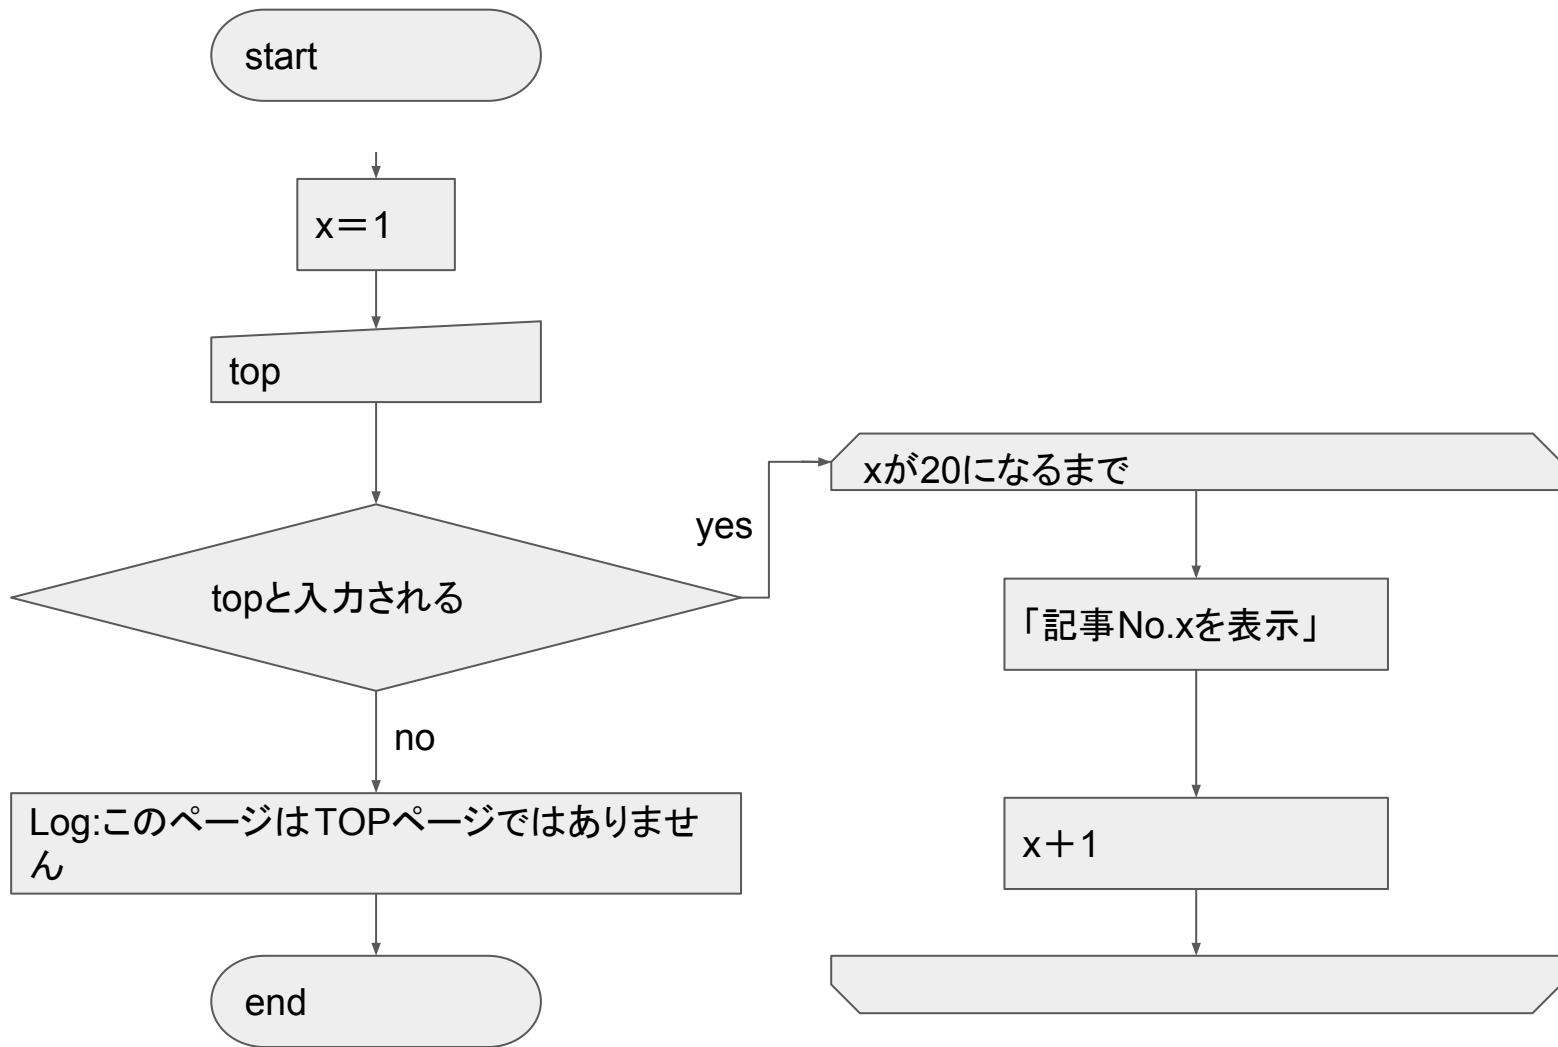 start
x＝1
top
topと入力される
yes
no
Log:このページはTOPページではありませ
ん
end
xが20になるまで
「記事No.xを表示」
x＋1